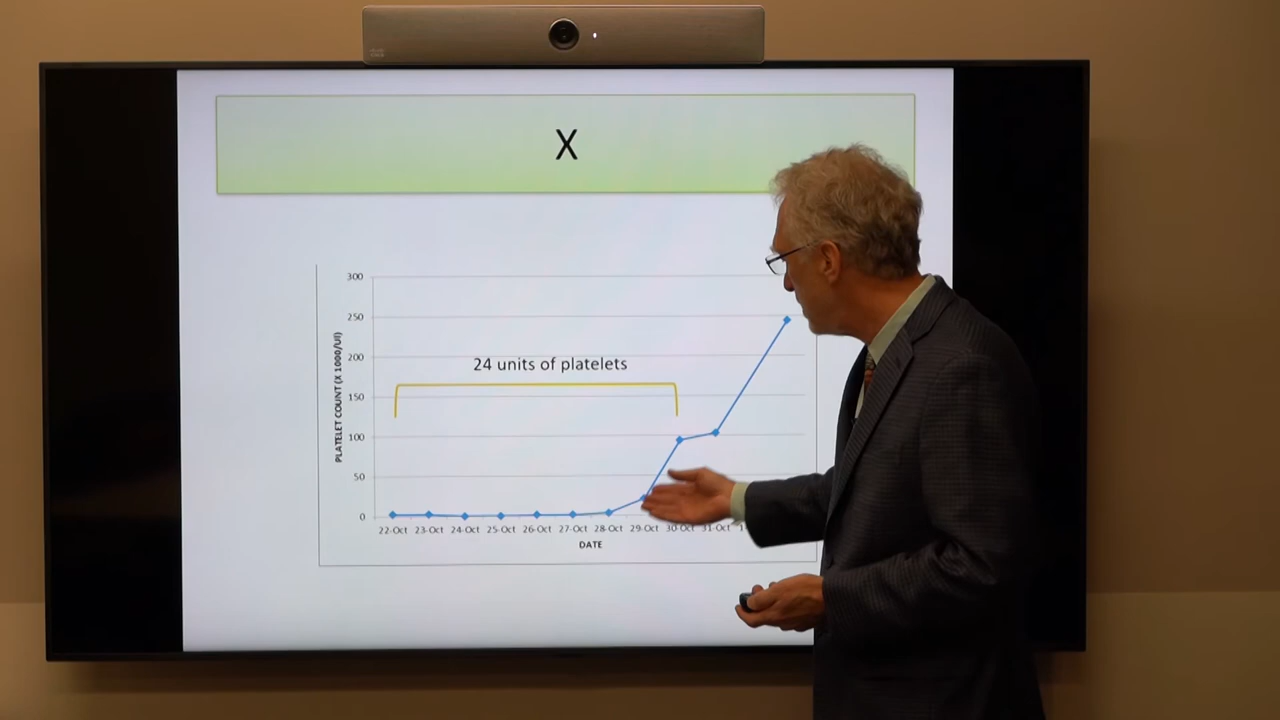 X
300
250
24 units of platelets
200
150
100
50
0
PLATELET COUNT (X 1000/Ul)
22-Oct 23-Oct 24-Oct 25-Oct 26-Oct 27-Oct 28-Oct 29-Oct 30-Oct 31-Oct
DATE